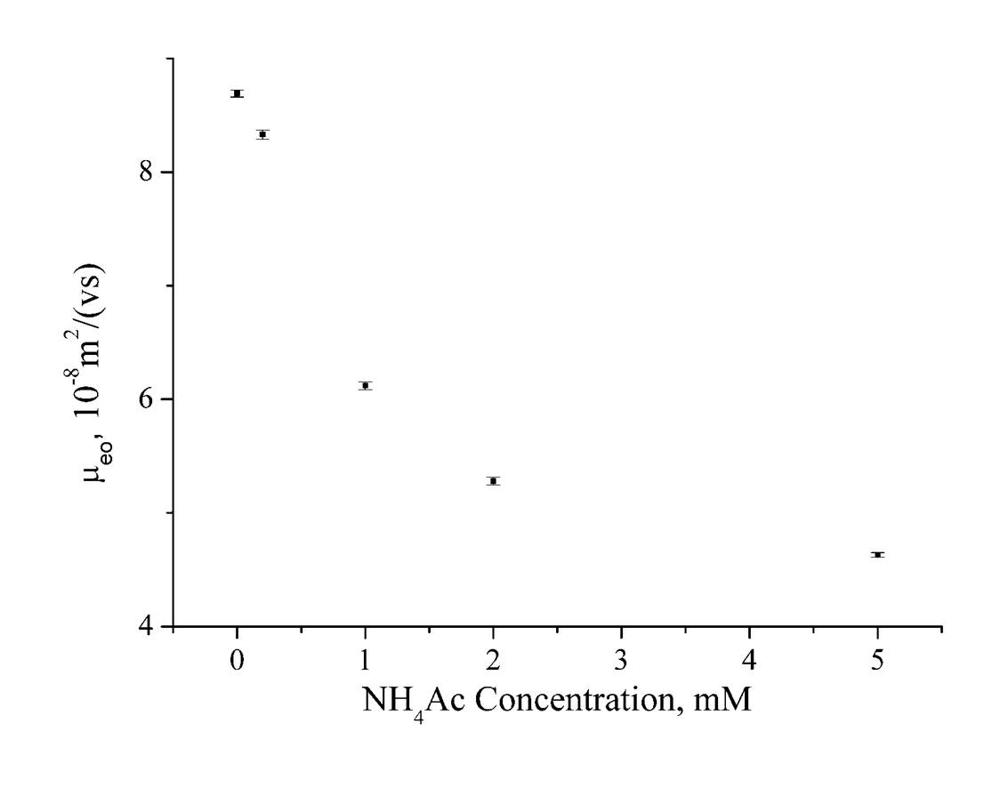 8
6
4
μeo, 10-8m2/(vs)
0 1 2 3 4 5
NH4Ac Concentration, mM